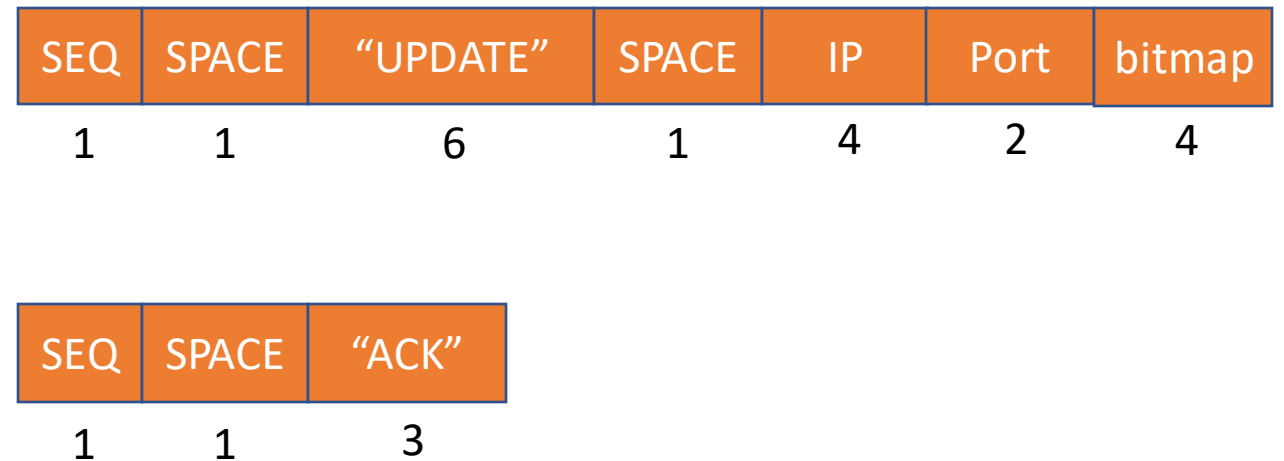 SEQ SPACE “UPDATE” SPACE IP Port bitmap
1 1 6 1 4 2 4
SEQ SPACE “ACK”
1 1 3